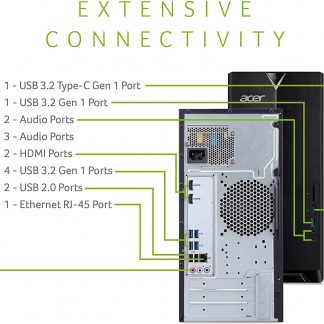 EXTENSIVE
CONNECTIVITY
1 - USB 3.2 Type-C Gen 1 Port
1 - USB 3.2 Gen 1 Port
2 - Audio Ports
3 - Audio Ports
2 - HDMI Ports
4 - USB 3.2 Gen 1 Ports
2 - USB 2.0 Ports
1 - Ethernet RJ-45 Port
acer